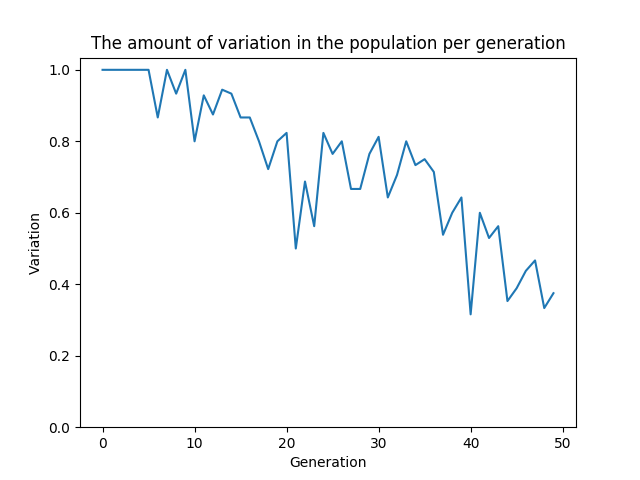 The amount of variation in the population per generation
1.0
0.8
0.6
0.4
0.2
0.0
Variation
0 10 20 30 40 50
Generation